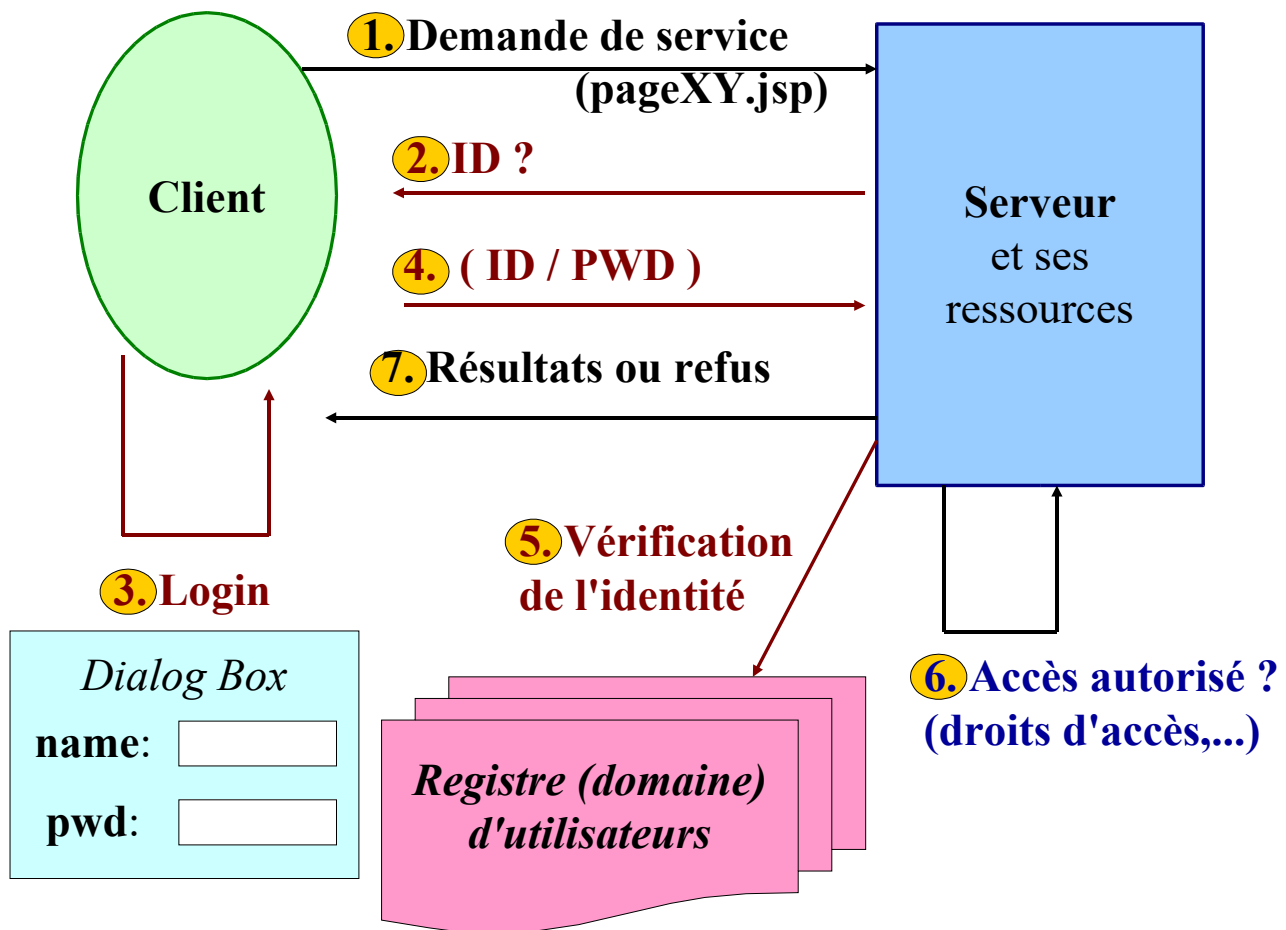 1. Demande de service
(pageXY.jsp)
2. ID ?
Client
Serveur
et ses
ressources
4. ( ID / PWD )
7. Résultats ou refus
5. Vérification
de l'identité
3. Login
Dialog Box
name:
pwd:
6. Accès autorisé ?
(droits d'accès,...)
Registre (domaine)
d'utilisateurs